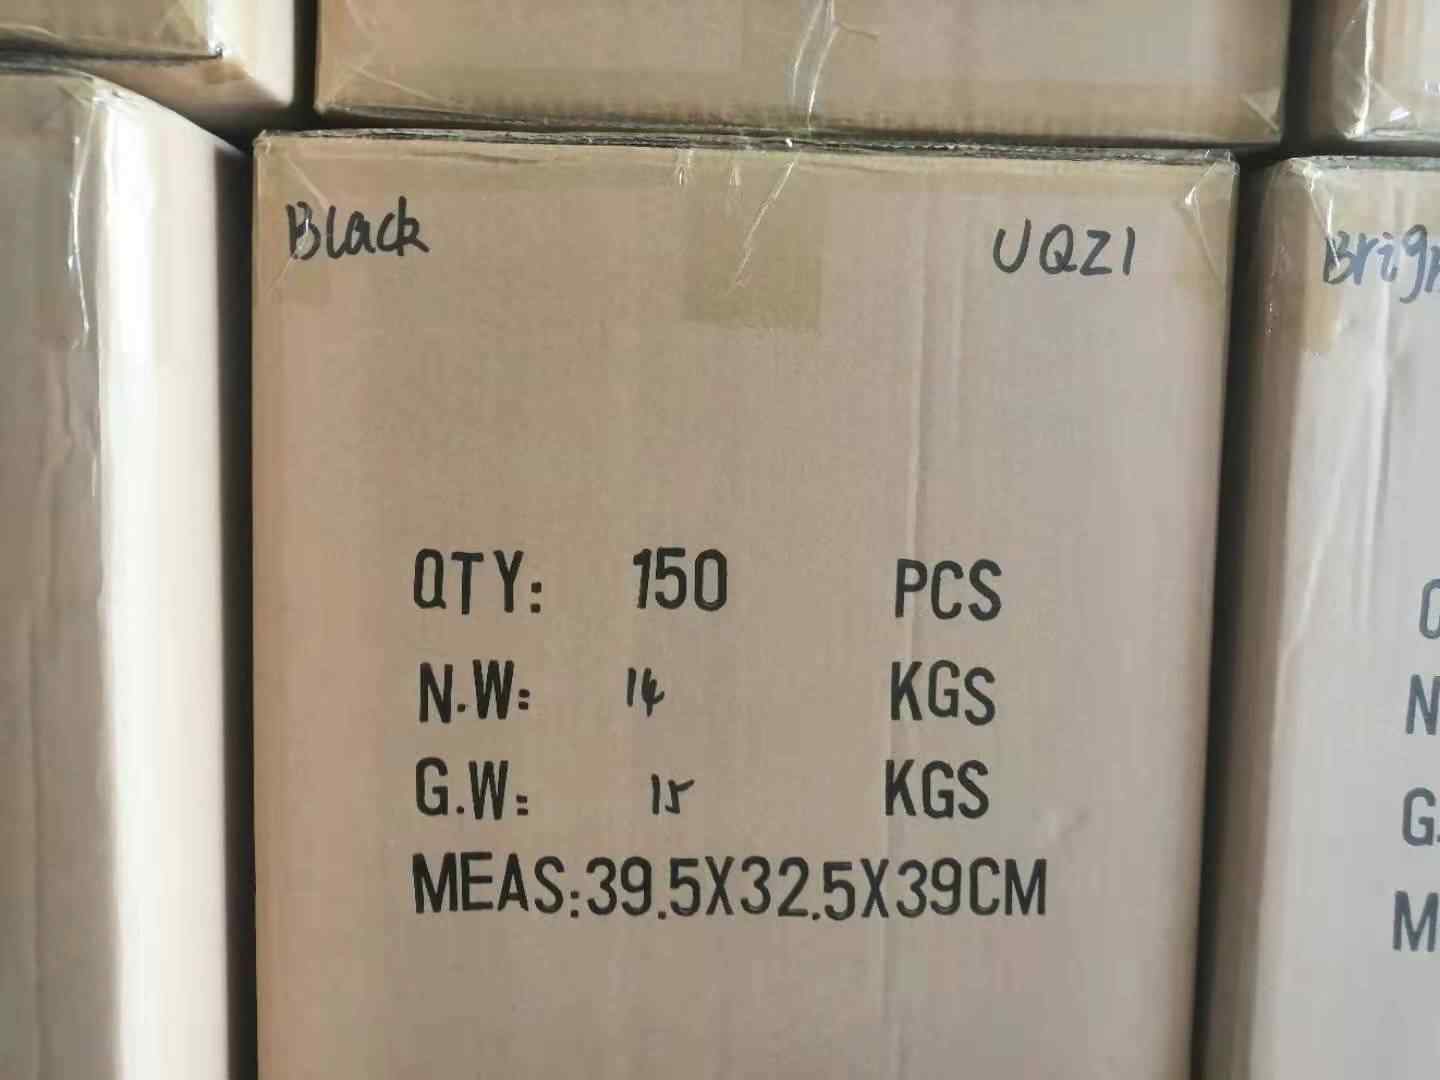 Black UQZ1
QTY: 150 PCS
N.W: 14 KGS
G.W: 15 KGS
MEAS:39.5X32.5X39CM